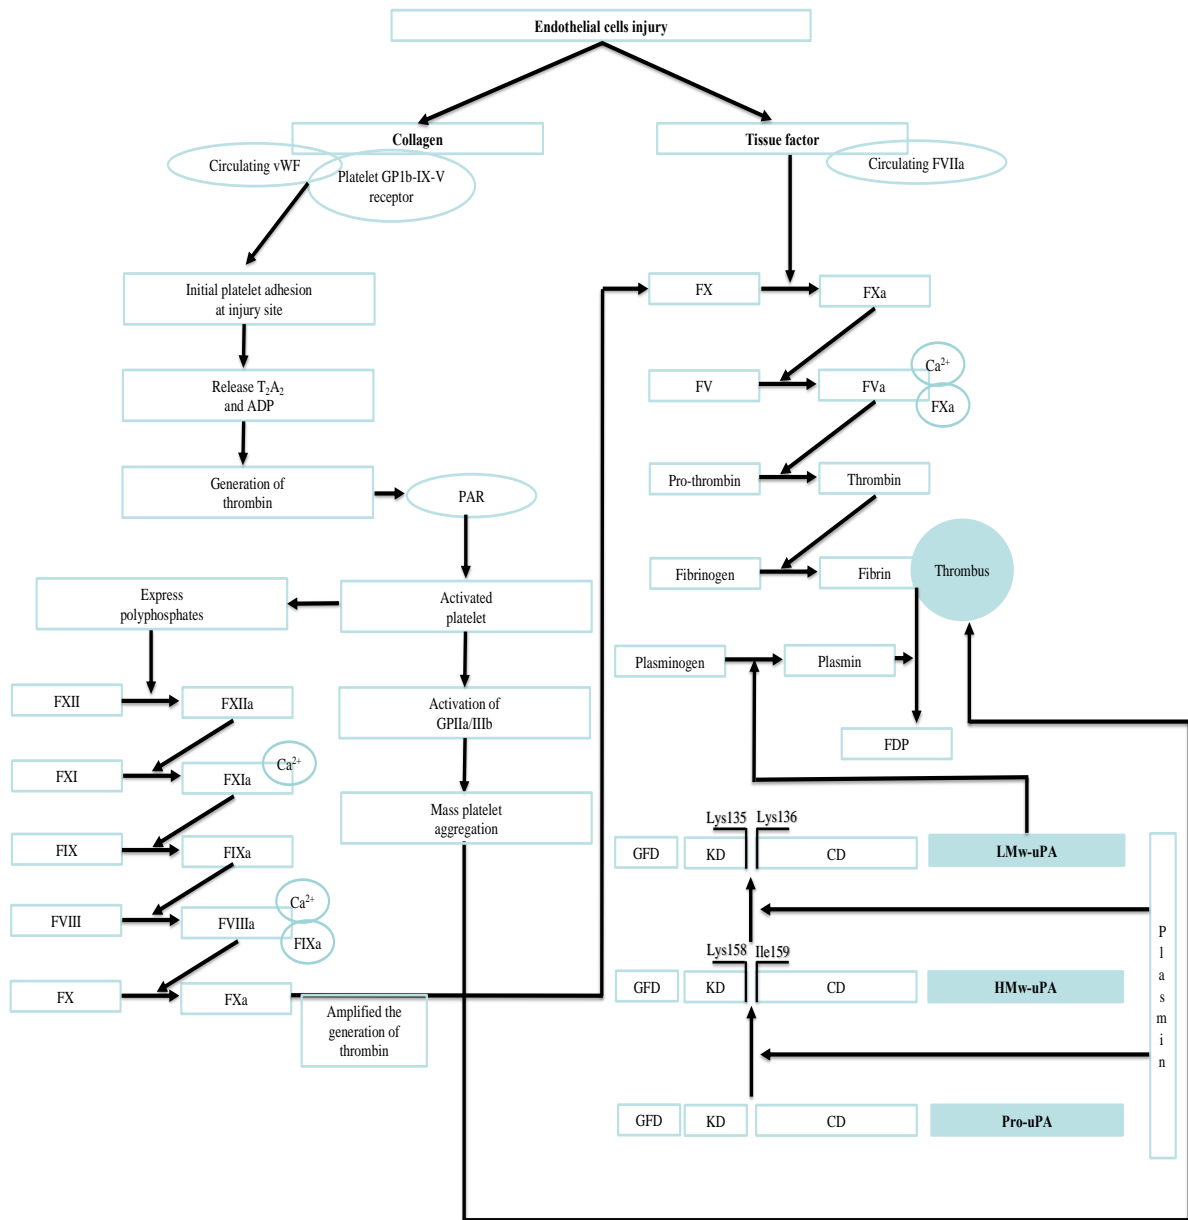 Endothelial cells injury
Collagen
Circulating vWF
Platelet GP1b-IX-V
receptor
Initial platelet adhesion
at injury site
Release T₂A₂
and ADP
Generation of
thrombin
PAR
Activated
platelet
Express
polyphosphates
Activation of
GPIIa/IIIb
Mass platelet
aggregation
FXII
FXIIa
FXI
FXIa
Ca²⁺
FIX
FIXa
FVIII
FVIIIa
Ca²⁺
FIXa
FX
FXa
Amplified the
generation of
thrombin
Tissue factor
Circulating FVIIa
FX
FXa
FV
FVa
Ca²⁺
FXa
Pro-thrombin
Thrombin
Fibrinogen
Fibrin
Thrombus
Plasminogen
Plasmin
FDP
Lys135 Lys136
GFD
KD
CD
LMw-uPA
Lys158 Ile159
GFD
KD
CD
HMw-uPA
GFD
KD
CD
Pro-uPA
Plasmin